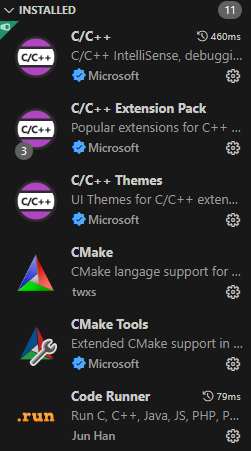 INSTALLED 11
C/C++ 460ms
C/C++
C/C++ IntelliSense, debuggi...
Microsoft
C/C++ Extension Pack
C/C++
Popular extensions for C++ ...
3
Microsoft
C/C++ Themes
C/C++
UI Themes for C/C++ exten...
Microsoft
CMake
CMake langage support for ...
twxs
CMake Tools
Extended CMake support in ...
Microsoft
Code Runner 79ms
.run
Run C, C++, Java, JS, PHP, P...
Jun Han